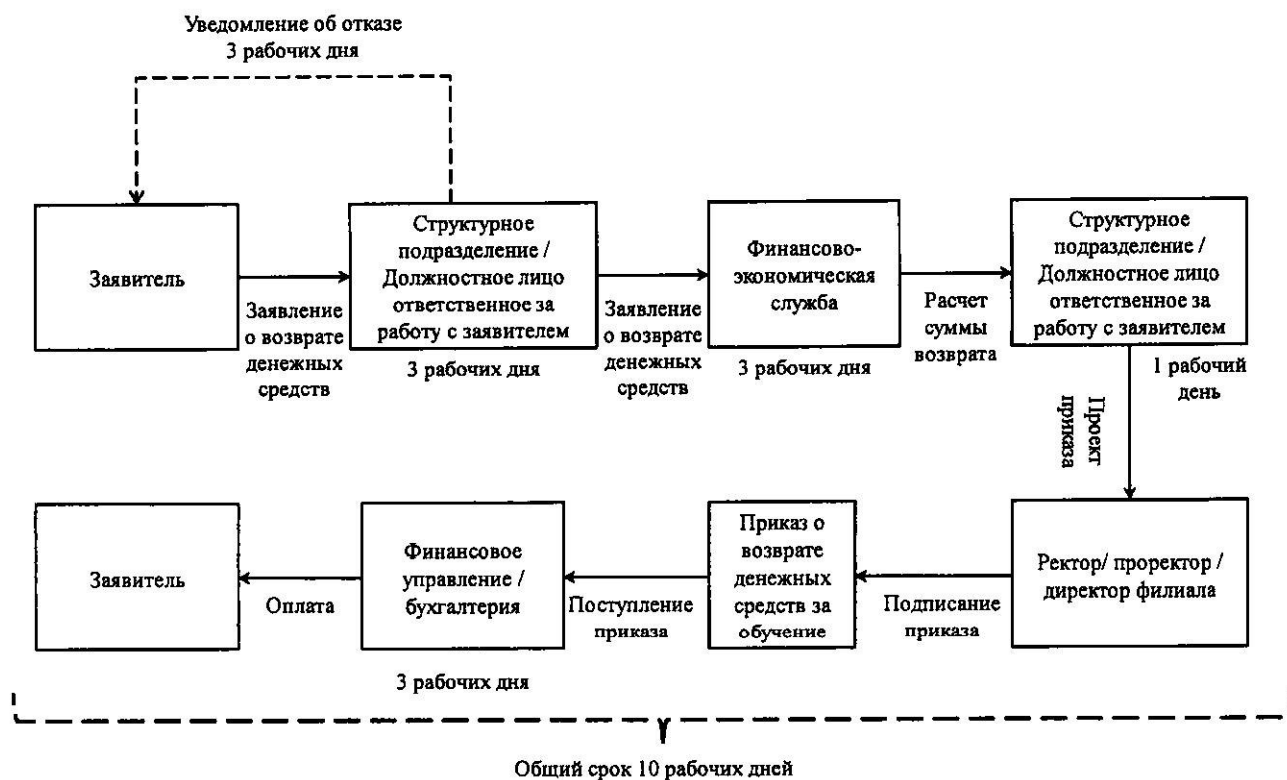 Уведомление об отказе
3 рабочих дня
Заявитель
Заявление
о возврате
денежных
средств
Структурное
подразделение /
Должностное лицо
ответственное за
работу с заявителем
3 рабочих дня
Заявление
о возврате
денежных
средств
Финансово-
экономическая
служба
3 рабочих дня
Расчет
суммы
возврата
Структурное
подразделение /
Должностное лицо
ответственное за
работу с заявителем
1 рабочий
день
Проект
приказа
Ректор/ проректор /
директор филиала
Подписание
приказа
Приказ о
возврате
денежных
средств за
обучение
Поступление
приказа
Финансовое
управление /
бухгалтерия
3 рабочих дня
Оплата
Заявитель
Общий срок 10 рабочих дней